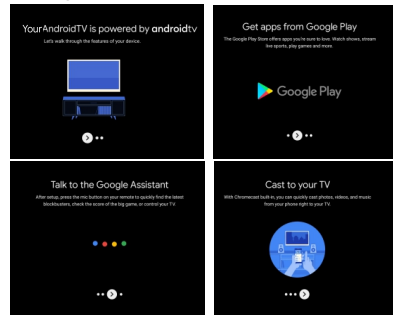 YourAndroidTV is powered by androidtv
Let's walk through the features of your device.
Get apps from Google Play
The Google Play Store offers apps you're sure to love. Watch shows, stream
live sports, play games and more.
Google Play
Talk to the Google Assistant
After setup, press the mic button on your remote to quickly find the latest
blockbusters, check the score of the big game, or control your TV.
Cast to your TV
With Chromecast built-in, you can quickly cast photos, videos, and music
from your phone right to your TV.